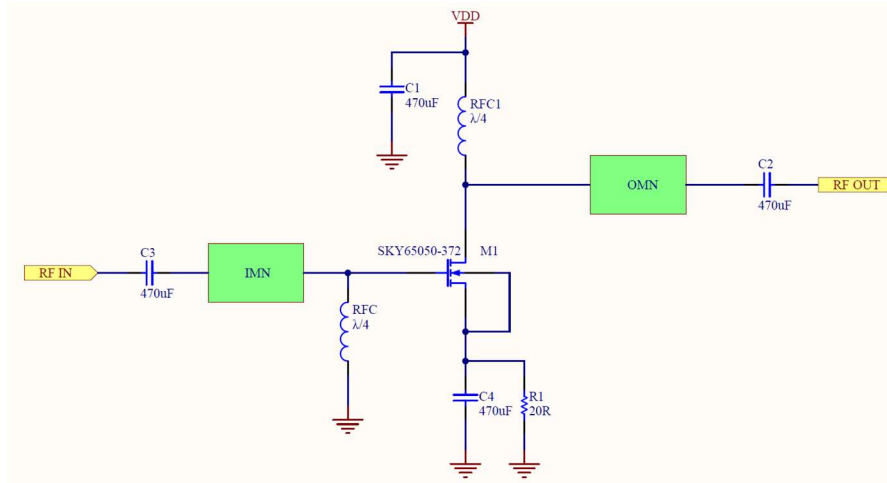 VDD
C1
470uF
RFC1
λ/4
OMN
C2
470uF
RF OUT
SKY65050-372
M1
RF IN
C3
470uF
IMN
RFC
λ/4
C4
470uF
R1
20R